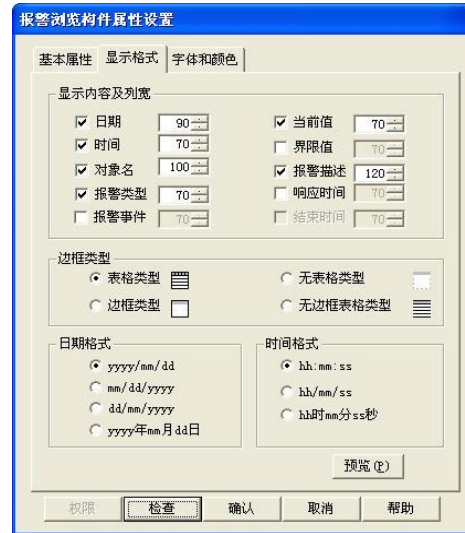 报警浏览构件属性设置
基本属性 显示格式 字体和颜色
显示内容及列宽
日期 90 当前值 70
时间 70 界限值 70
对象名 100 报警描述 120
报警类型 70 响应时间 70
报警事件 70 结束时间 70
边框类型
表格类型 无表格类型
边框类型 无边框表格类型
日期格式 时间格式
yyyy/mm/dd hh:mm:ss
mm/dd/yyyy hh/mm/ss
dd/mm/yyyy hh时mm分ss秒
yyyy年mm月dd日
预览(P)
权限 检查 确认 取消 帮助